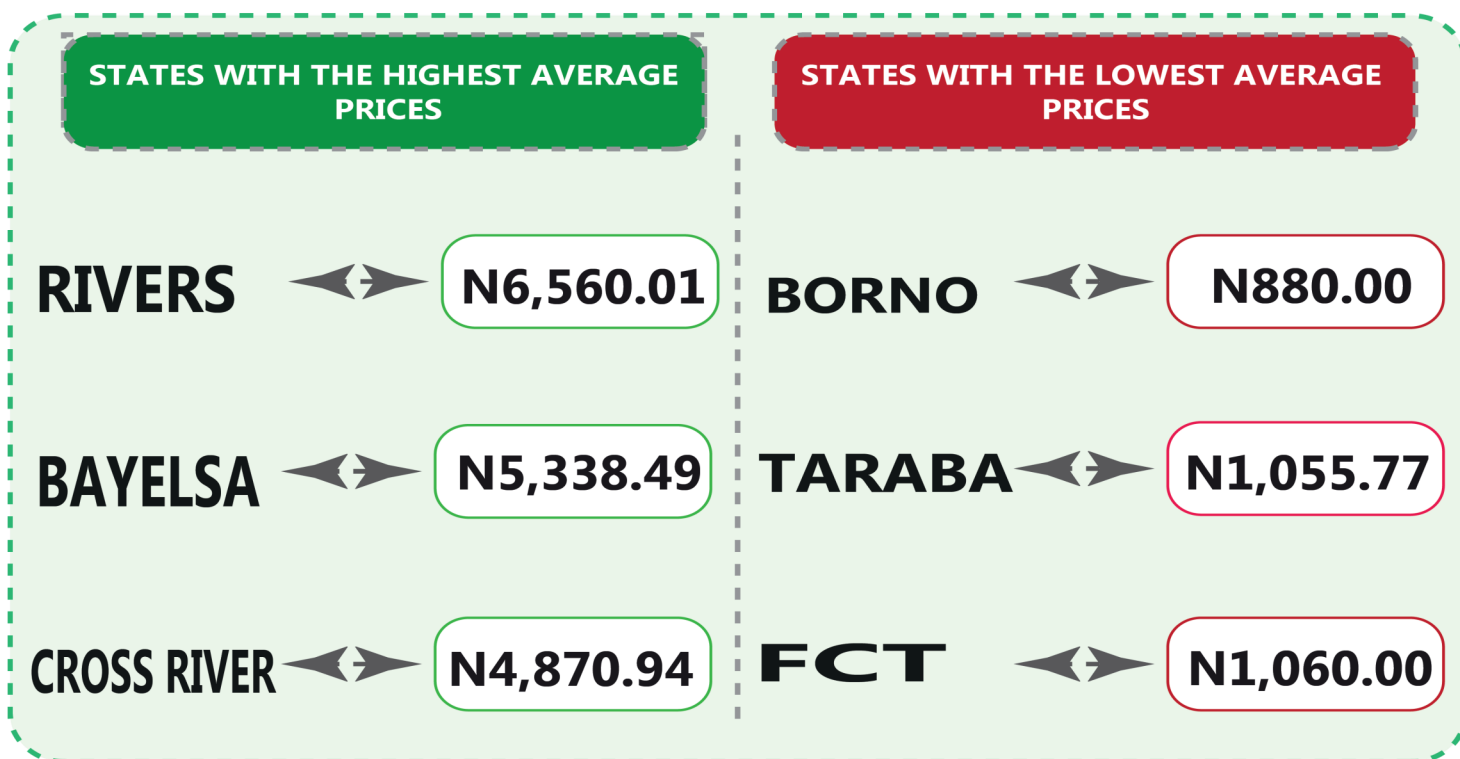 STATES WITH THE HIGHEST AVERAGE
PRICES
RIVERS N6,560.01
BAYELSA N5,338.49
CROSS RIVER N4,870.94
STATES WITH THE LOWEST AVERAGE
PRICES
BORNO N880.00
TARABA N1,055.77
FCT N1,060.00